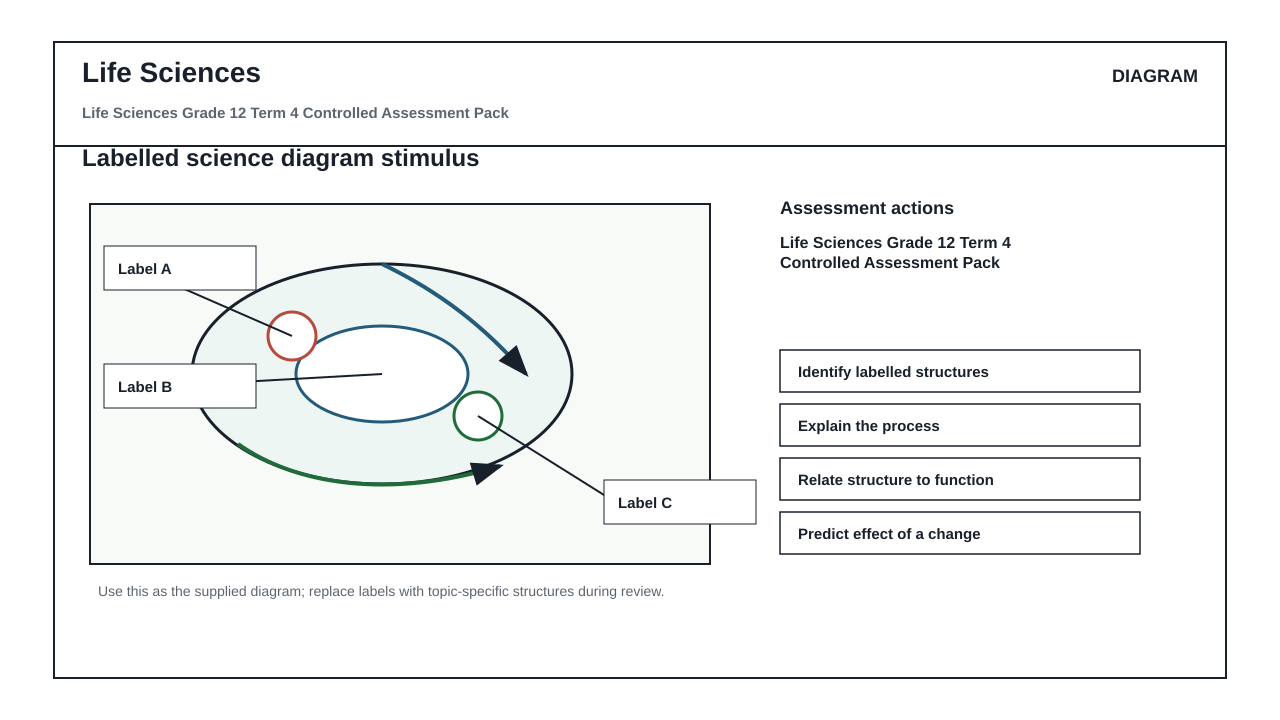 Life Sciences
DIAGRAM
Life Sciences Grade 12 Term 4 Controlled Assessment Pack
Labelled science diagram stimulus
Label A
Label B
Label C
Use this as the supplied diagram; replace labels with topic-specific structures during review.
Assessment actions
Life Sciences Grade 12 Term 4
Controlled Assessment Pack
Identify labelled structures
Explain the process
Relate structure to function
Predict effect of a change